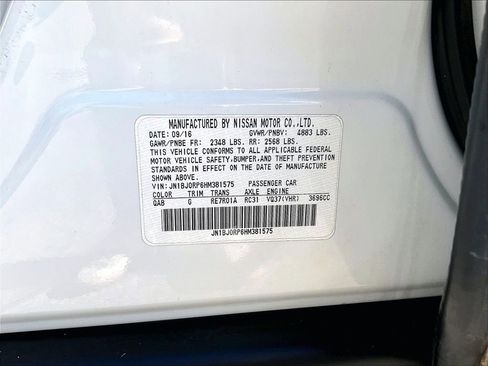 MANUFACTURED BY NISSAN MOTOR CO.,LTD.
DATE: 09/16 GVWR/PNBV: 4883 LBS.
GAWR/PNBE FR: 2348 LBS. RR: 2568 LBS.
THIS VEHICLE CONFORMS TO ALL APPLICABLE FEDERAL
MOTOR VEHICLE SAFETY,BUMPER,AND THEFT PREVENTION
STANDARDS IN EFFECT ON THE DATE OF MANUFACTURE
SHOWN ABOVE.
VIN: JN1BJ0RP6HM381575 PASSENGER CAR
COLOR TRIM TRANS AXLE ENGINE
QAB G RE7R01A RC31 VQ37(VHR) 3696CC
JN1BJ0RP6HM381575